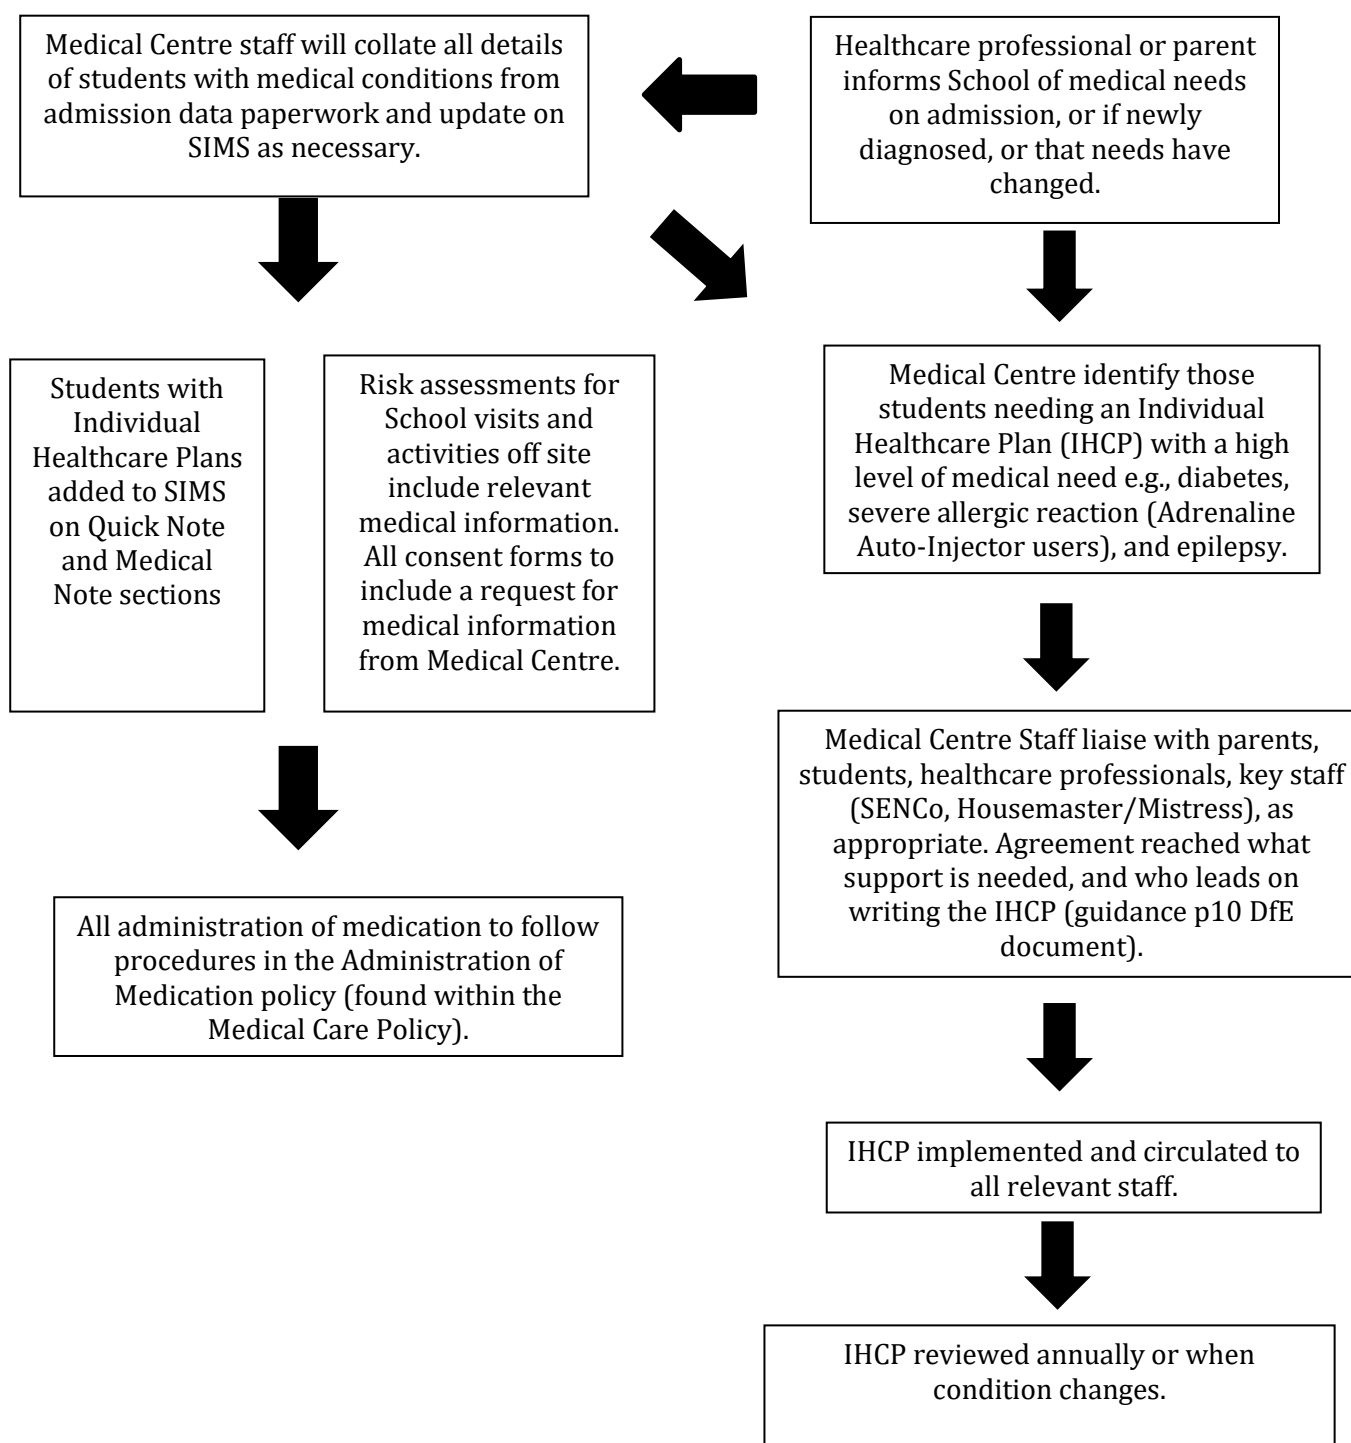 Medical Centre staff will collate all details
of students with medical conditions from
admission data paperwork and update on
SIMS as necessary.
Healthcare professional or parent
informs School of medical needs
on admission, or if newly
diagnosed, or that needs have
changed.
Students with
Individual
Healthcare Plans
added to SIMS
on Quick Note
and Medical
Note sections
Risk assessments for
School visits and
activities off site
include relevant
medical information.
All consent forms to
include a request for
medical information
from Medical Centre.
Medical Centre identify those
students needing an Individual
Healthcare Plan (IHCP) with a high
level of medical need e.g., diabetes,
severe allergic reaction (Adrenaline
Auto-Injector users), and epilepsy.
Medical Centre Staff liaise with parents,
students, healthcare professionals, key staff
(SENCo, Housemaster/Mistress), as
appropriate. Agreement reached what
support is needed, and who leads on
writing the IHCP (guidance p10 DfE
document).
All administration of medication to follow
procedures in the Administration of
Medication policy (found within the
Medical Care Policy).
IHCP implemented and circulated to
all relevant staff.
IHCP reviewed annually or when
condition changes.